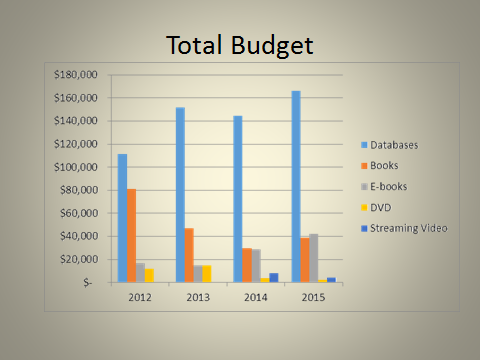 Total Budget
$180,000
$160,000
$140,000
$120,000
$100,000
$80,000
$60,000
$40,000
$20,000
$-
2012 2013 2014 2015
Databases
Books
E-books
DVD
Streaming Video